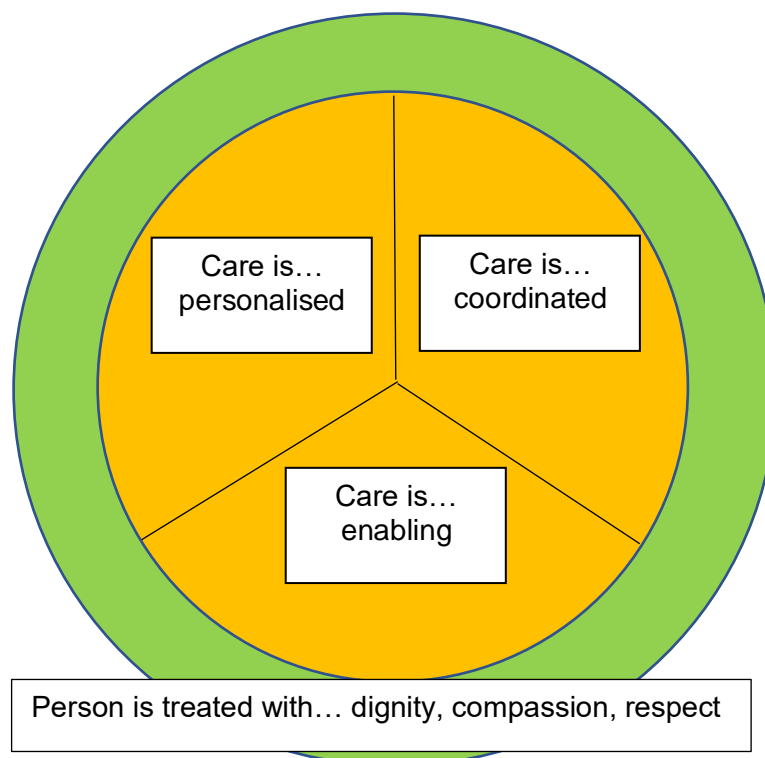 Care is…
personalised
Care is…
coordinated
Care is…
enabling
Person is treated with… dignity, compassion, respect